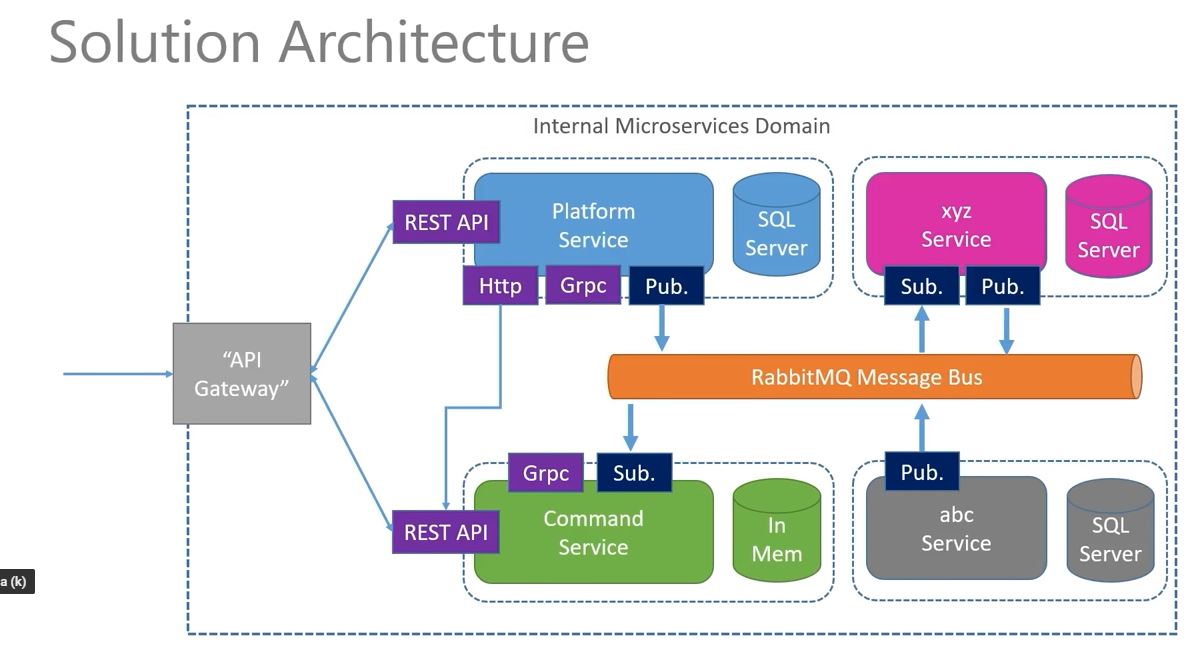 Solution Architecture
Internal Microservices Domain
REST API
Platform
Service
SQL
Server
Http
Grpc
Pub.
xyz
Service
SQL
Server
Sub.
Pub.
“API
Gateway”
RabbitMQ Message Bus
Grpc
Sub.
REST API
Command
Service
In
Mem
Pub.
abc
Service
SQL
Server
a (k)